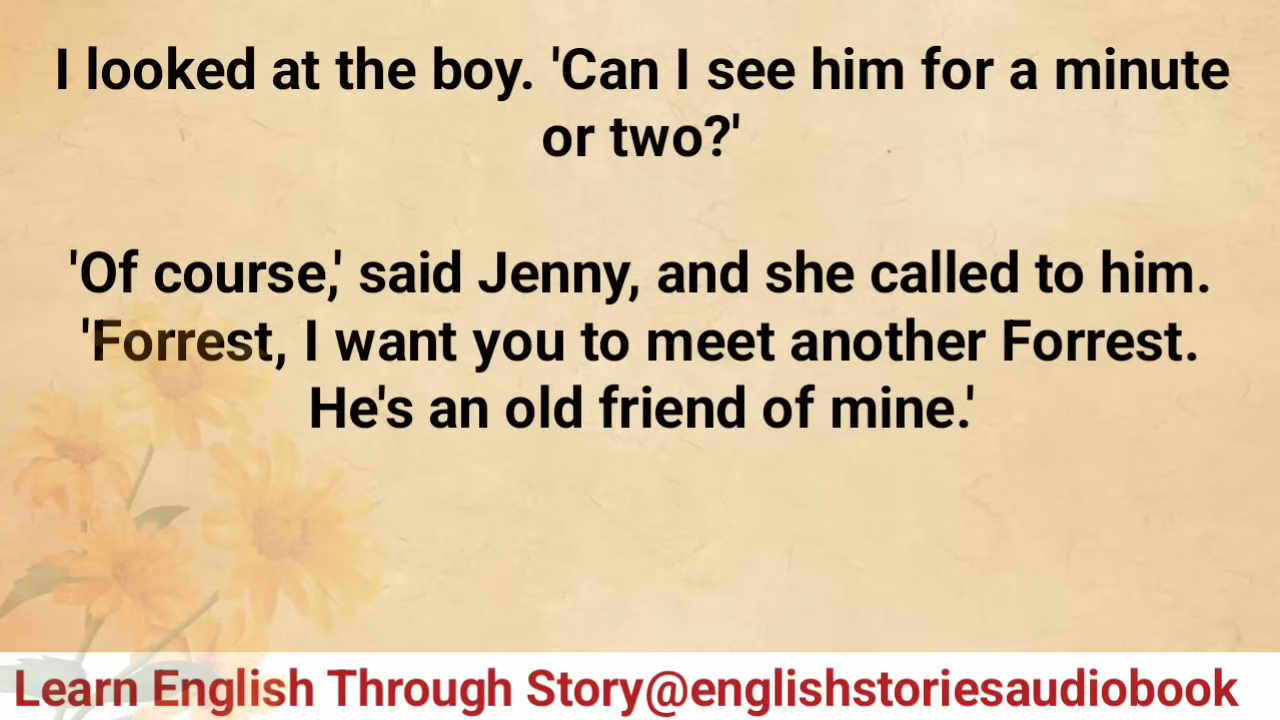 I looked at the boy. 'Can I see him for a minute
or two?'
'Of course,' said Jenny, and she called to him.
'Forrest, I want you to meet another Forrest.
He's an old friend of mine.'
Learn English Through Story@englishstoriesaudiobook